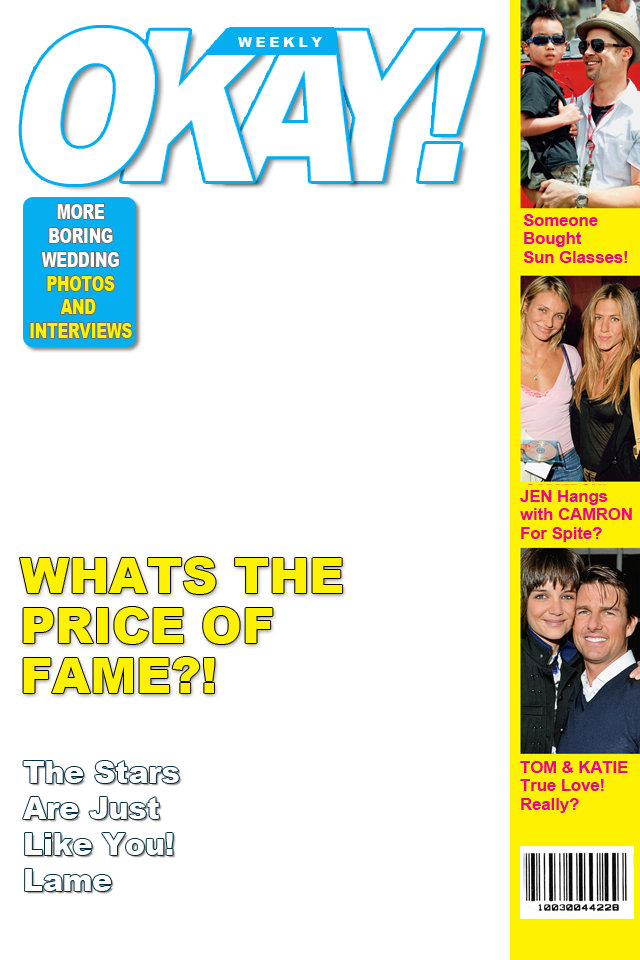 WEEKLY
OKAY!
MORE
BORING
WEDDING
PHOTOS
AND
INTERVIEWS
WHATS THE
PRICE OF
FAME?!
The Stars
Are Just
Like You!
Lame
Someone
Bought
Sun Glasses!
JEN Hangs
with CAMRON
For Spite?
TOM & KATIE
True Love!
Really?
10030044228